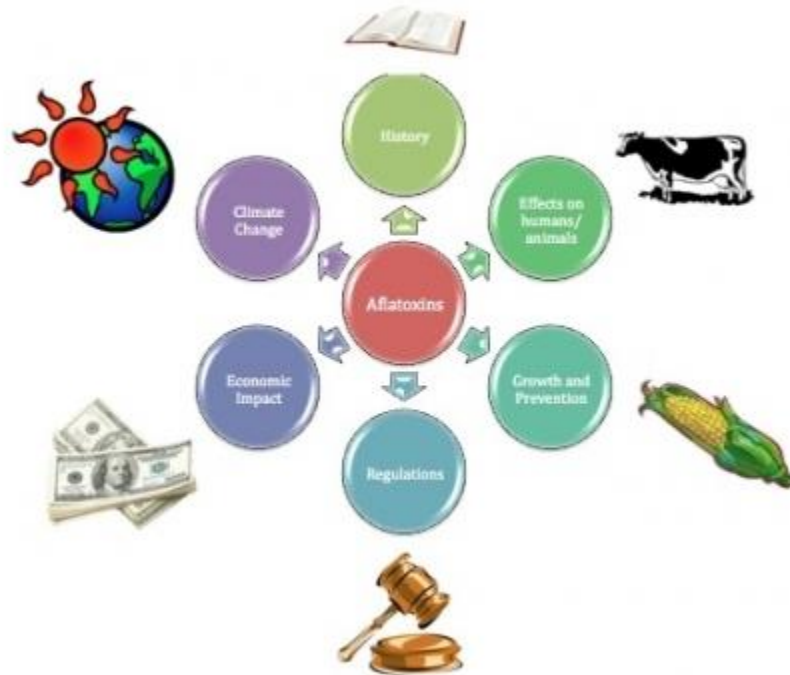 History
Effects on
humans/
animals
Climate
Change
Aflatoxins
Economic
Impact
Growth and
Prevention
Regulations